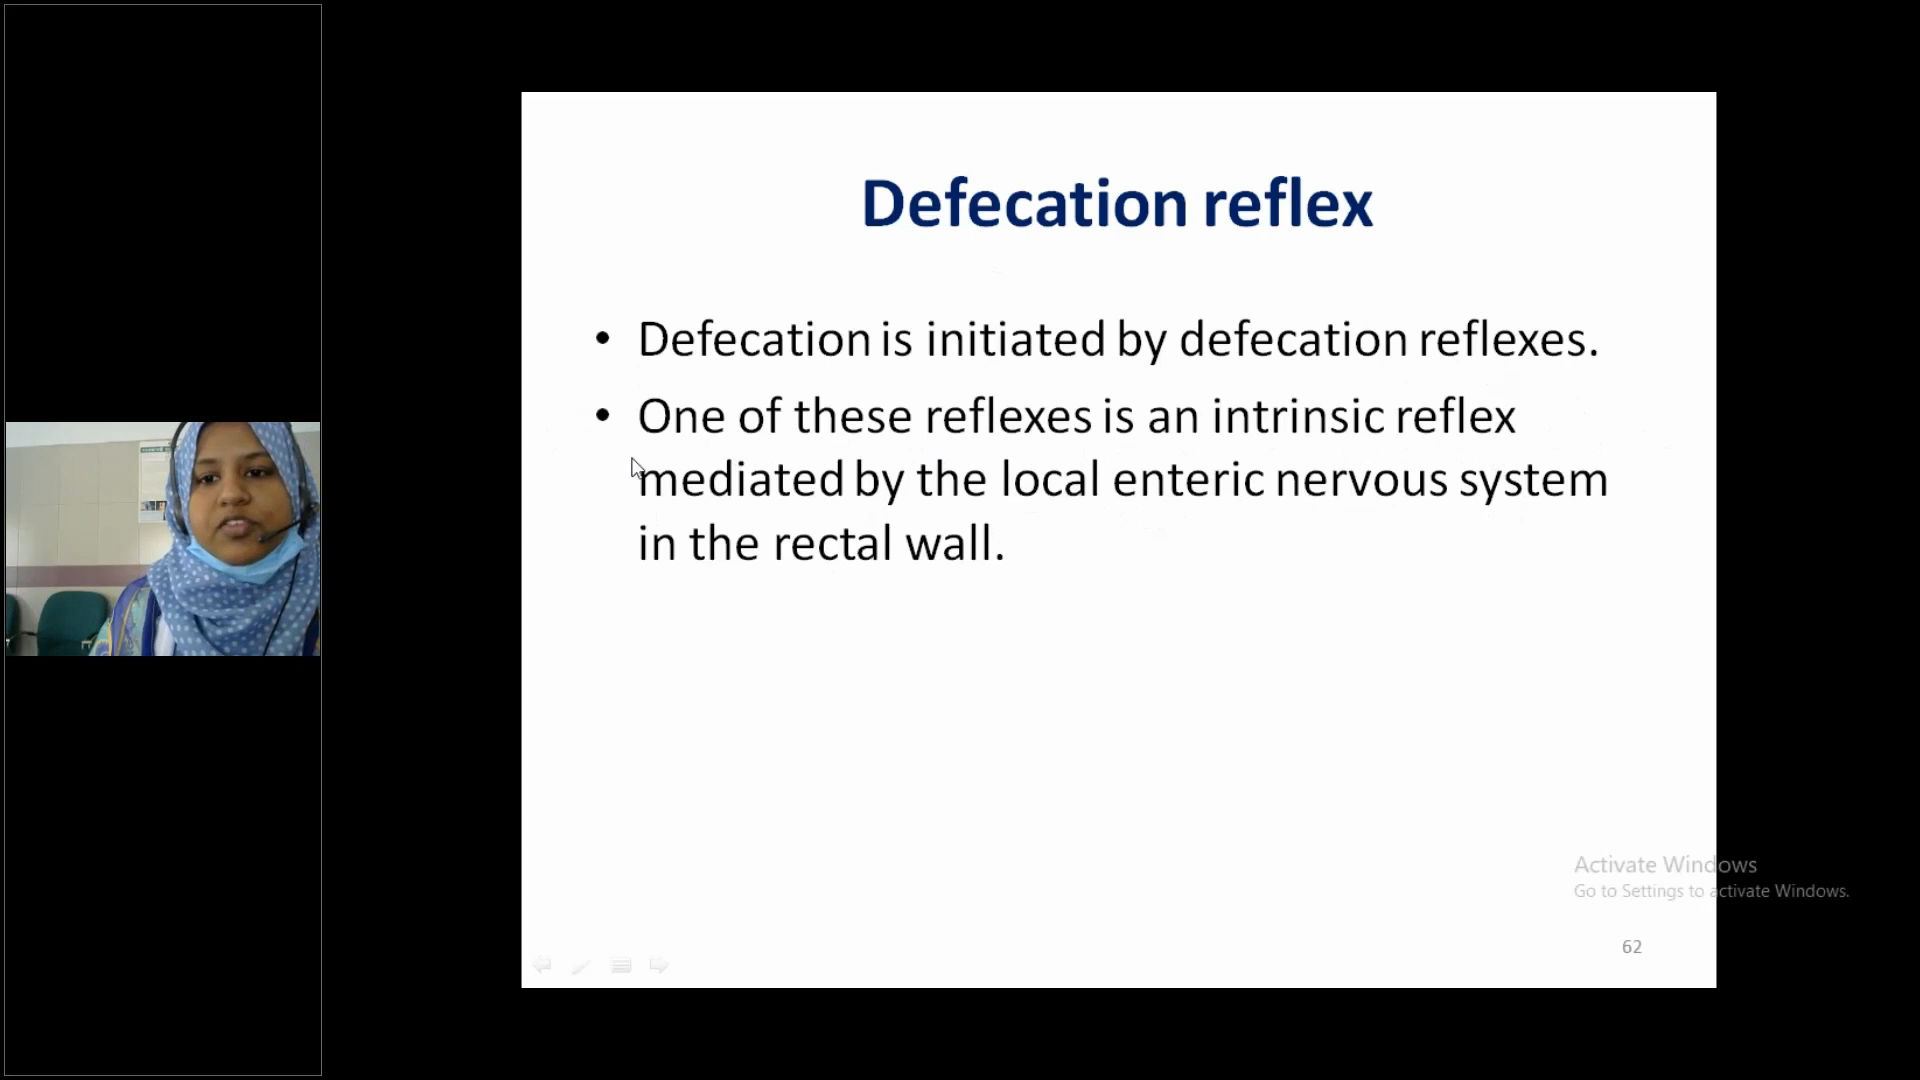 Defecation reflex
• Defecation is initiated by defecation reflexes.
• One of these reflexes is an intrinsic reflex
mediated by the local enteric nervous system
in the rectal wall.
Activate Windows
Go to Settings to activate Windows.
62